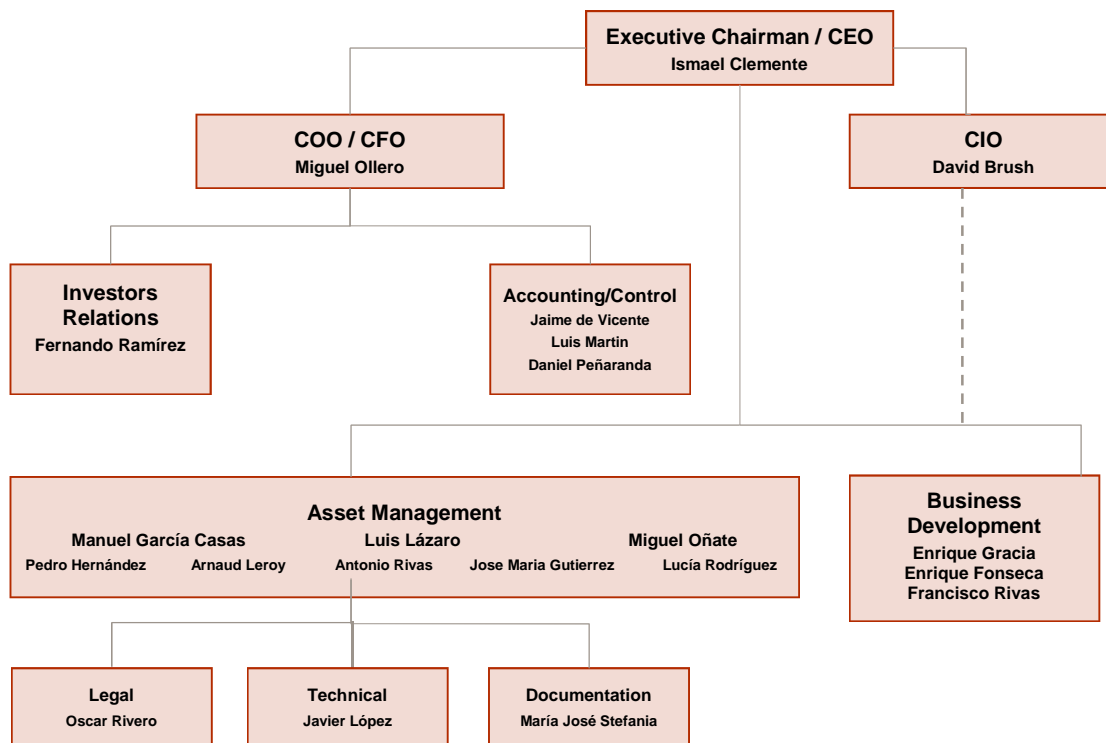 Executive Chairman / CEO
Ismael Clemente
COO / CFO
Miguel Ollero
CIO
David Brush
Investors
Relations
Fernando Ramírez
Accounting/Control
Jaime de Vicente
Luis Martin
Daniel Peñaranda
Asset Management
Manuel García Casas Luis Lázaro Miguel Oñate
Pedro Hernández Arnaud Leroy Antonio Rivas Jose Maria Gutierrez Lucía Rodríguez
Business
Development
Enrique Gracia
Enrique Fonseca
Francisco Rivas
Legal
Oscar Rivero
Technical
Javier López
Documentation
María José Stefania